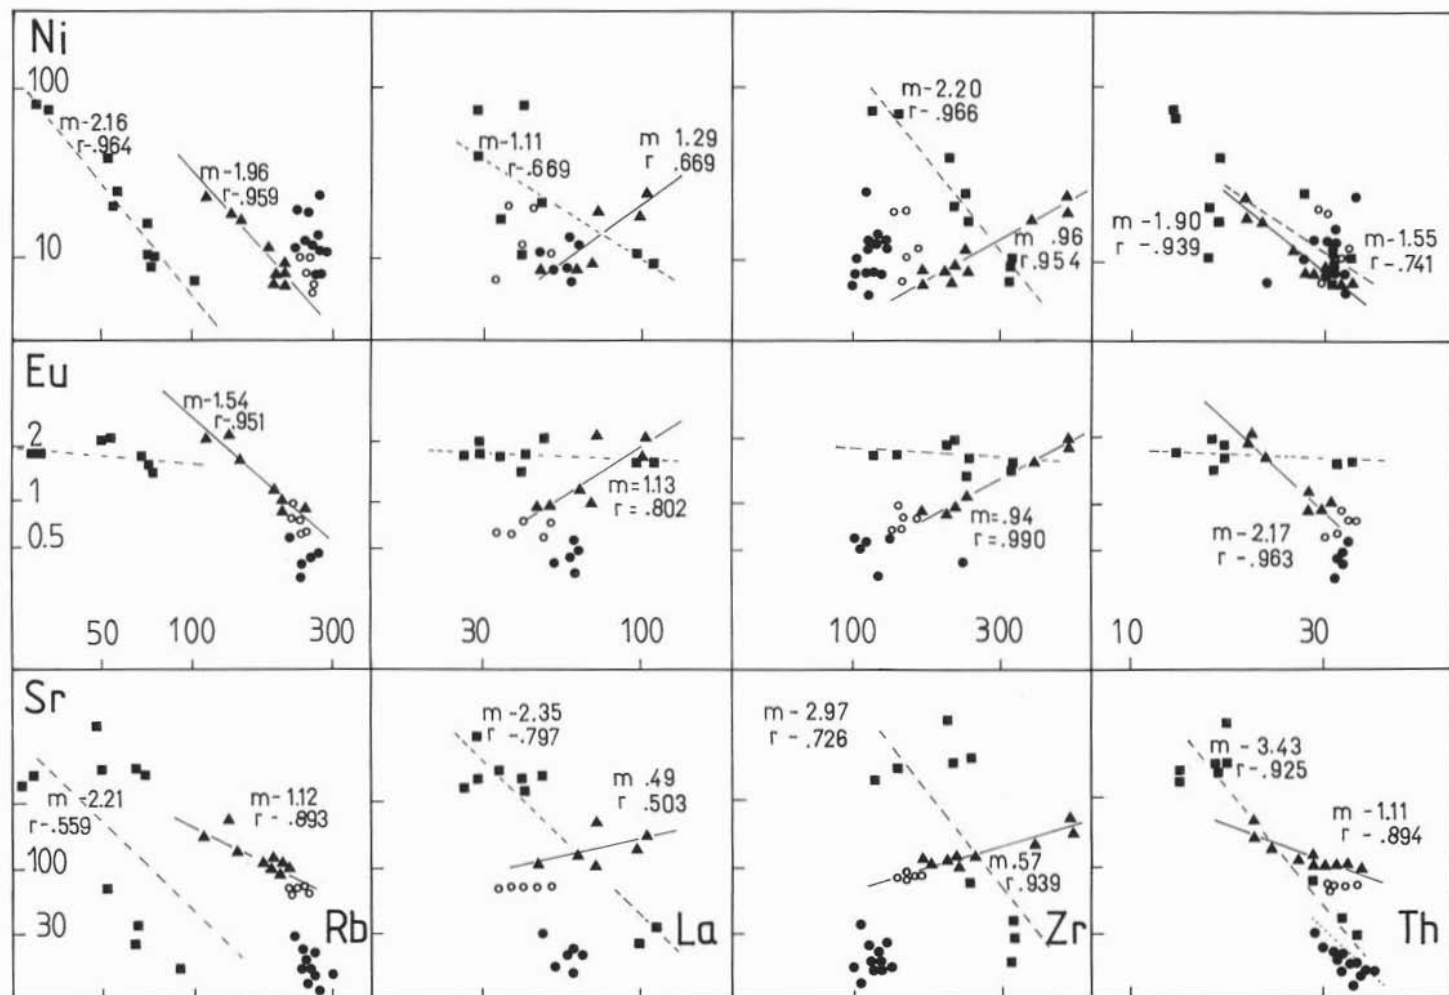 Ni
100
10
m-2.16
r-.964
m-1.96
r-.959
m-1.11
r-.669
m 1.29
r .669
m-2.20
r-.966
m .96
r .954
m-1.90
r-.939
m-1.55
r-.741
Eu
2
1
0.5
m-1.54
r-.951
m=1.13
r=.802
m=.94
r=.990
m-2.17
r-.963
50 100 300
30 100
100 300
10 30
Sr
100
30
m-2.21
r-.559
m-1.12
r-.893
Rb
m-2.35
r-.797
m .49
r .503
La
m-2.97
r-.726
m.57
r.939
Zr
m-3.43
r-.925
m-1.11
r-.894
Th